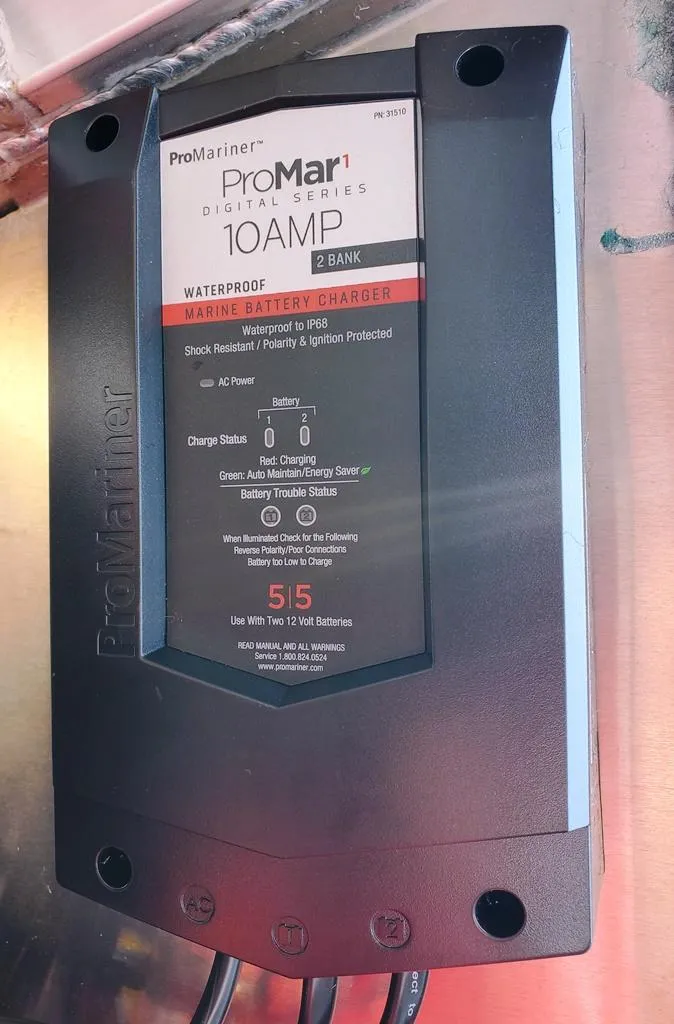 PN: 31510
ProMariner™
ProMar1
DIGITAL SERIES
10AMP
2 BANK
WATERPROOF
MARINE BATTERY CHARGER
Waterproof to IP68
Shock Resistant / Polarity & Ignition Protected
AC Power
Battery
1 2
Charge Status
Red: Charging
Green: Auto Maintain/Energy Saver
Battery Trouble Status
1 2
When Illuminated Check for the Following
Reverse Polarity/Poor Connections
Battery too Low to Charge
5|5
Use With Two 12 Volt Batteries
READ MANUAL AND ALL WARNINGS
Service 1.800.824.0524
www.promariner.com
ProMariner
AC 1 2
to